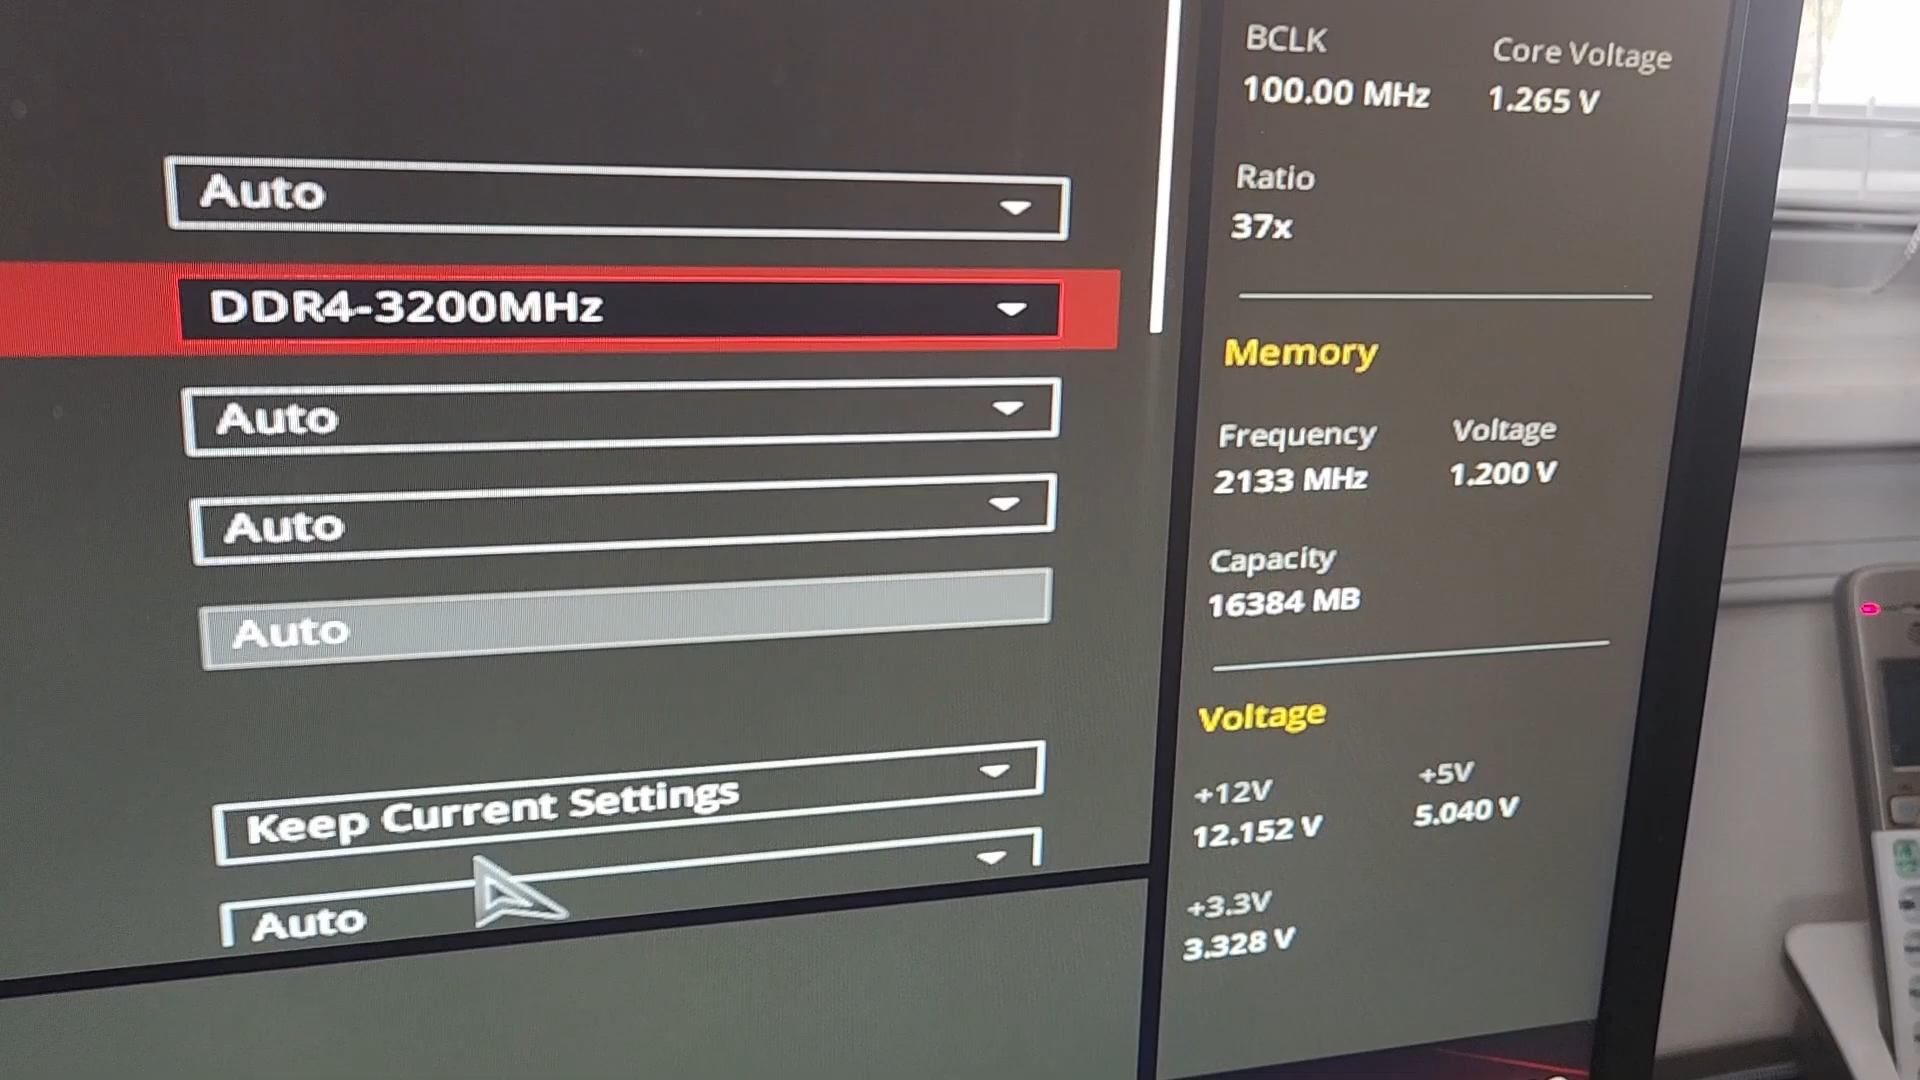 Auto
DDR4-3200MHz
Auto
Auto
Auto
Keep Current Settings
Auto
BCLK Core Voltage
100.00 MHz 1.265 V
Ratio
37x
Memory
Frequency Voltage
2133 MHz 1.200 V
Capacity
16384 MB
Voltage
+12V +5V
12.152 V 5.040 V
+3.3V
3.328 V